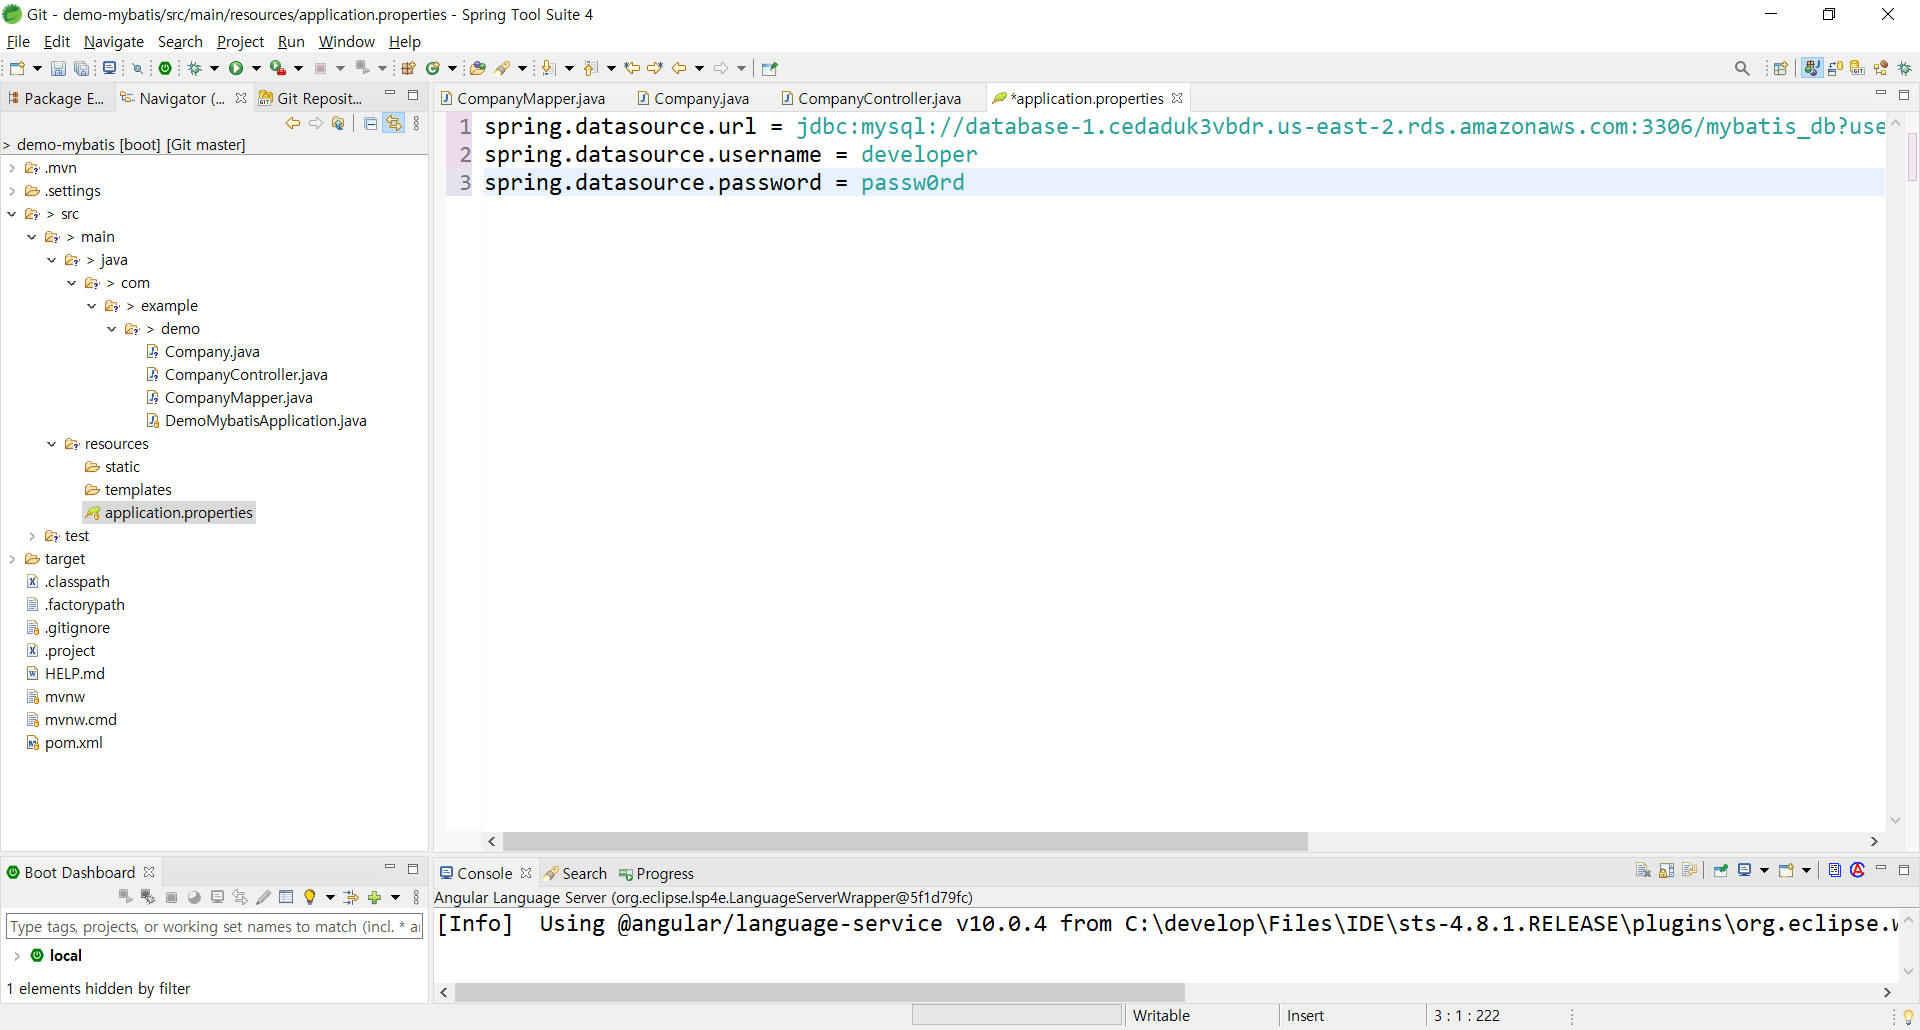 Git - demo-mybatis/src/main/resources/application.properties - Spring Tool Suite 4
File Edit Navigate Search Project Run Window Help
Package E... Navigator (... Git Reposit...
> demo-mybatis [boot] [Git master]
.mvn
.settings
> src
> main
> java
> com
> example
> demo
Company.java
CompanyController.java
CompanyMapper.java
DemoMybatisApplication.java
resources
static
templates
application.properties
test
target
.classpath
.factorypath
.gitignore
.project
HELP.md
mvnw
mvnw.cmd
pom.xml
CompanyMapper.java Company.java CompanyController.java *application.properties
1 spring.datasource.url = jdbc:mysql://database-1.cedaduk3vbdr.us-east-2.rds.amazonaws.com:3306/mybatis_db?use
2 spring.datasource.username = developer
3 spring.datasource.password = passw0rd
Boot Dashboard
Type tags, projects, or working set names to match (incl. * a
local
1 elements hidden by filter
Console Search Progress
Angular Language Server (org.eclipse.lsp4e.LanguageServerWrapper@5f1d79fc)
[Info] Using @angular/language-service v10.0.4 from C:\develop\Files\IDE\sts-4.8.1.RELEASE\plugins\org.eclipse.w
Writable Insert 3 : 1 : 222